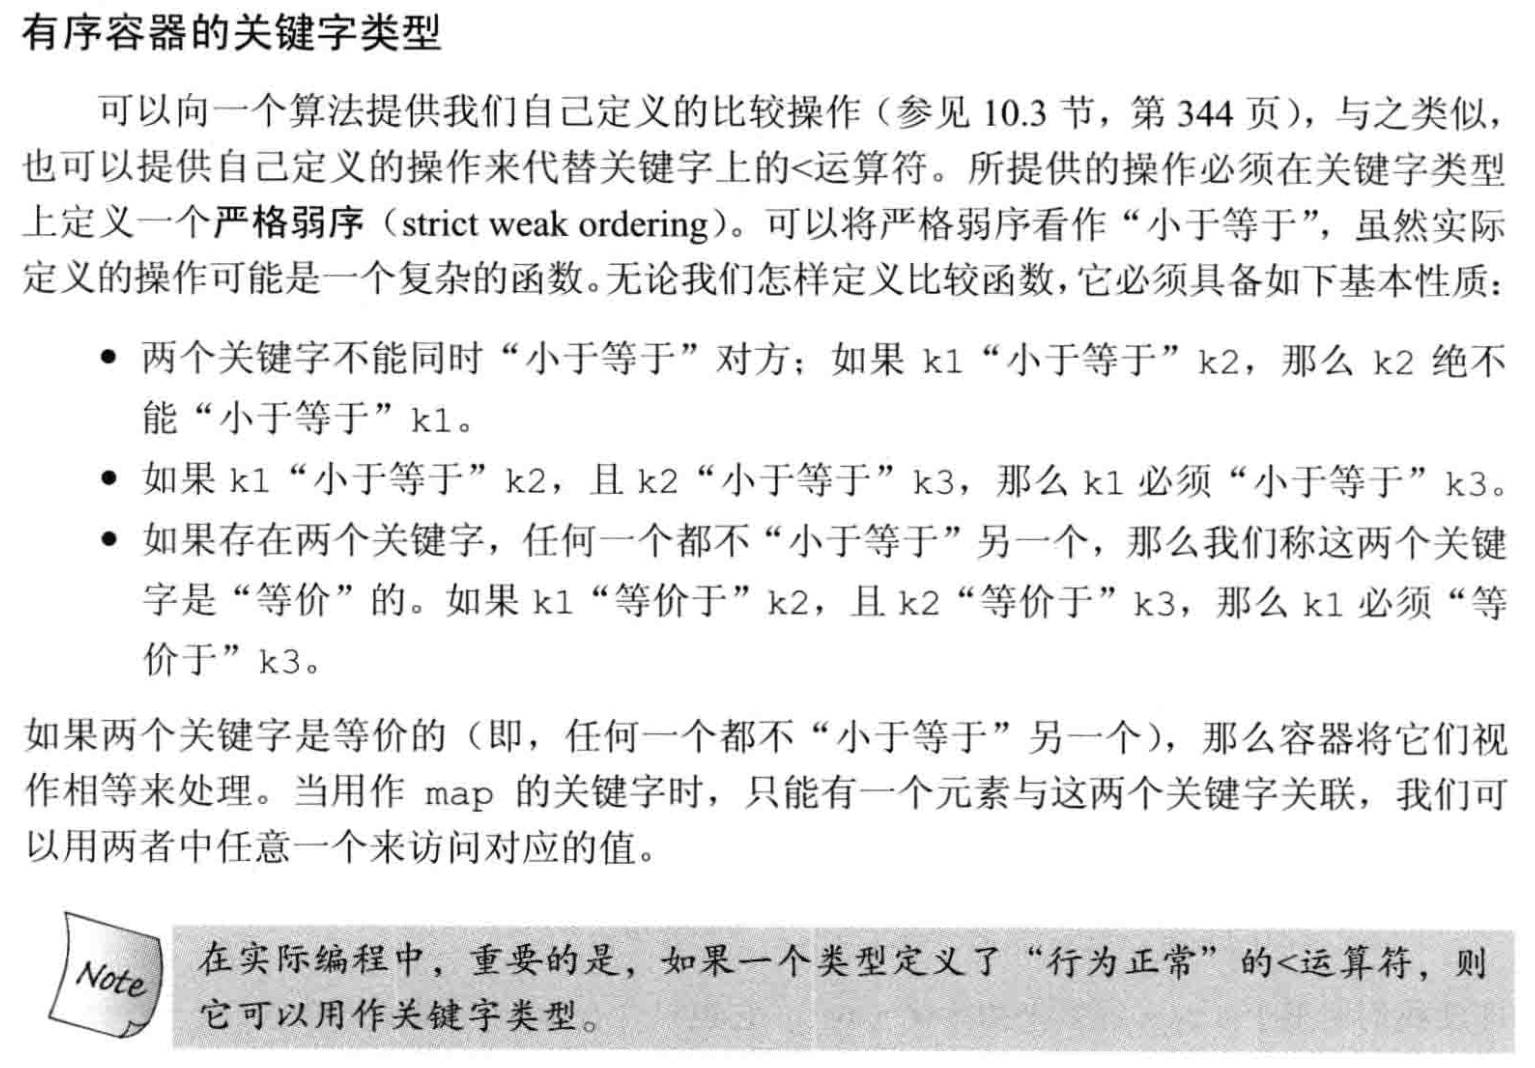 有序容器的关键字类型
可以向一个算法提供我们自己定义的比较操作（参见 10.3 节，第 344 页），与之类似，
也可以提供自己定义的操作来代替关键字上的<运算符。所提供的操作必须在关键字类型
上定义一个严格弱序（strict weak ordering）。可以将严格弱序看作“小于等于”，虽然实际
定义的操作可能是一个复杂的函数。无论我们怎样定义比较函数，它必须具备如下基本性质：
● 两个关键字不能同时“小于等于”对方；如果 k1“小于等于”k2，那么 k2 绝不
能“小于等于”k1。
● 如果 k1“小于等于”k2，且 k2“小于等于”k3，那么 k1 必须“小于等于”k3。
● 如果存在两个关键字，任何一个都不“小于等于”另一个，那么我们称这两个关键
字是“等价”的。如果 k1“等价于”k2，且 k2“等价于”k3，那么 k1 必须“等
价于”k3。
如果两个关键字是等价的（即，任何一个都不“小于等于”另一个），那么容器将它们视
作相等来处理。当用作 map 的关键字时，只能有一个元素与这两个关键字关联，我们可
以用两者中任意一个来访问对应的值。
Note
在实际编程中，重要的是，如果一个类型定义了“行为正常”的<运算符，则
它可以用作关键字类型。